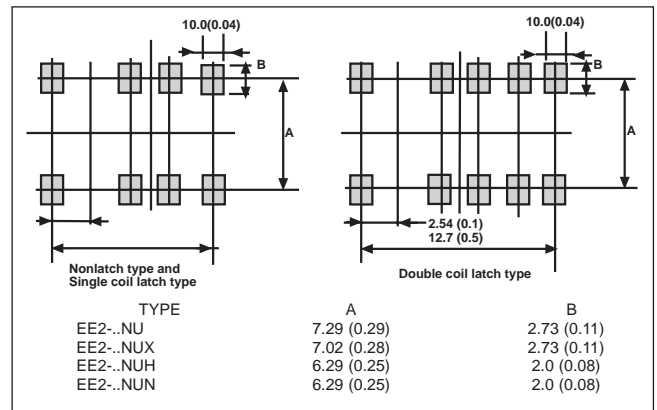 10.0(0.04)
B
A
Nonlatch type and
Single coil latch type
10.0(0.04)
B
A
2.54 (0.1)
12.7 (0.5)
Double coil latch type
TYPE A B
EE2-..NU 7.29 (0.29) 2.73 (0.11)
EE2-..NUX 7.02 (0.28) 2.73 (0.11)
EE2-..NUH 6.29 (0.25) 2.0 (0.08)
EE2-..NUN 6.29 (0.25) 2.0 (0.08)